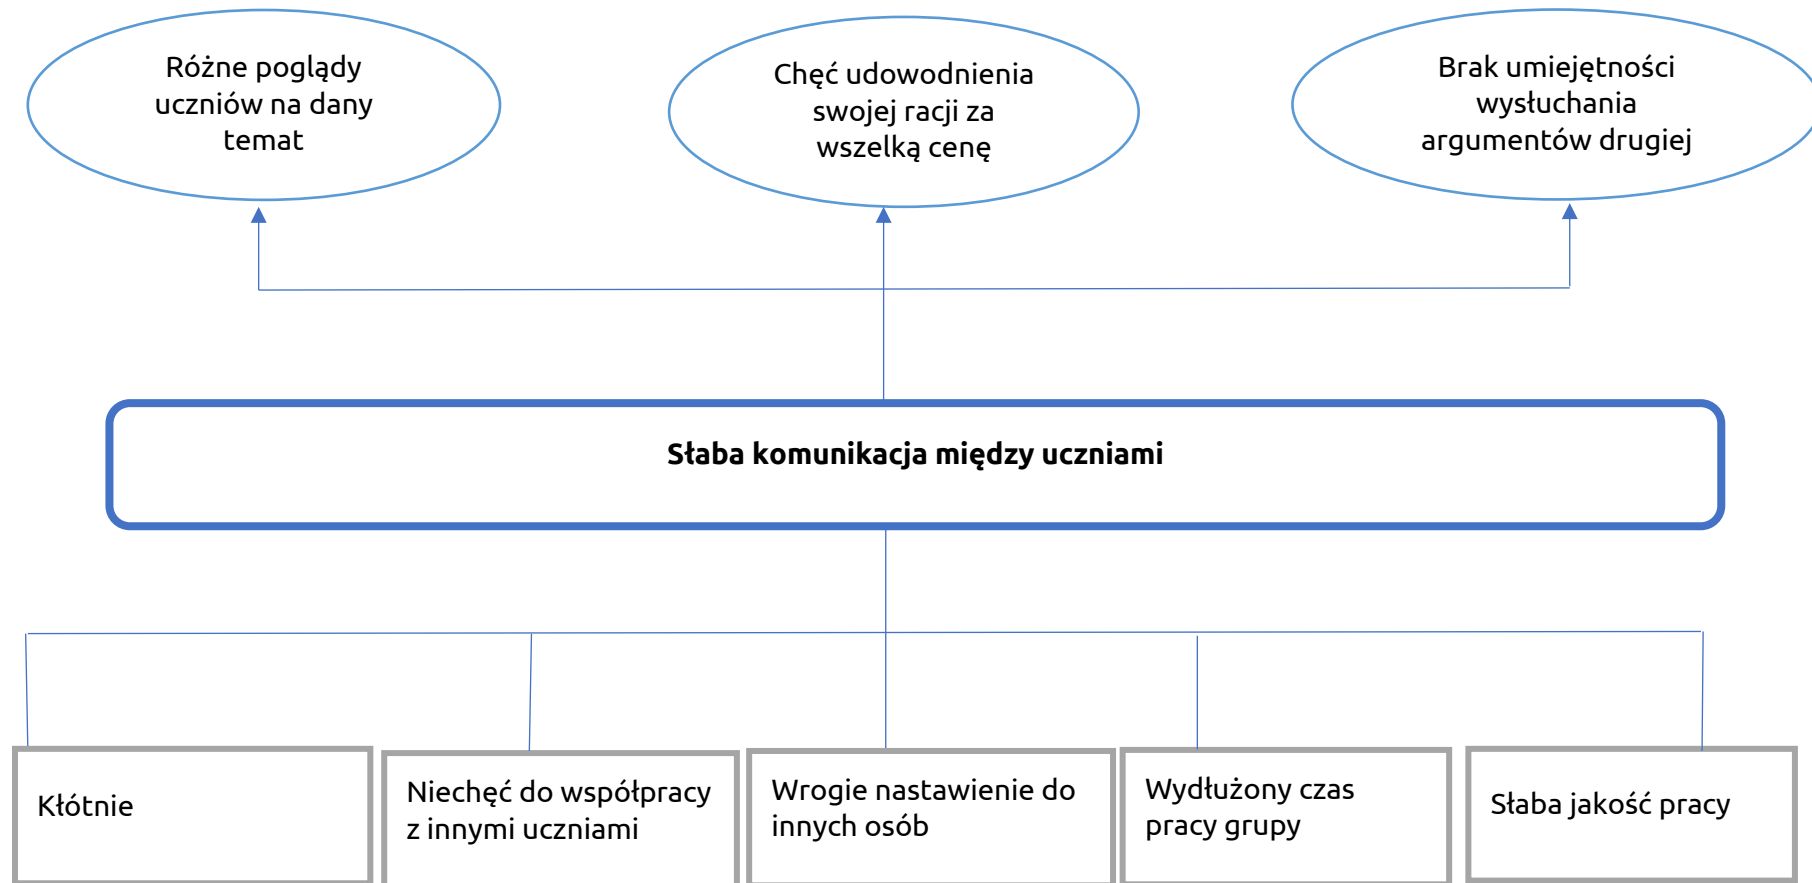 Różne poglądy
uczniów na dany
temat
Chęć udowodnienia
swojej racji za
wszelką cenę
Brak umiejętności
wysłuchania
argumentów drugiej
Słaba komunikacja między uczniami
Kłótnie
Niechęć do współpracy
z innymi uczniami
Wrogie nastawienie do
innych osób
Wydłużony czas
pracy grupy
Słaba jakość pracy